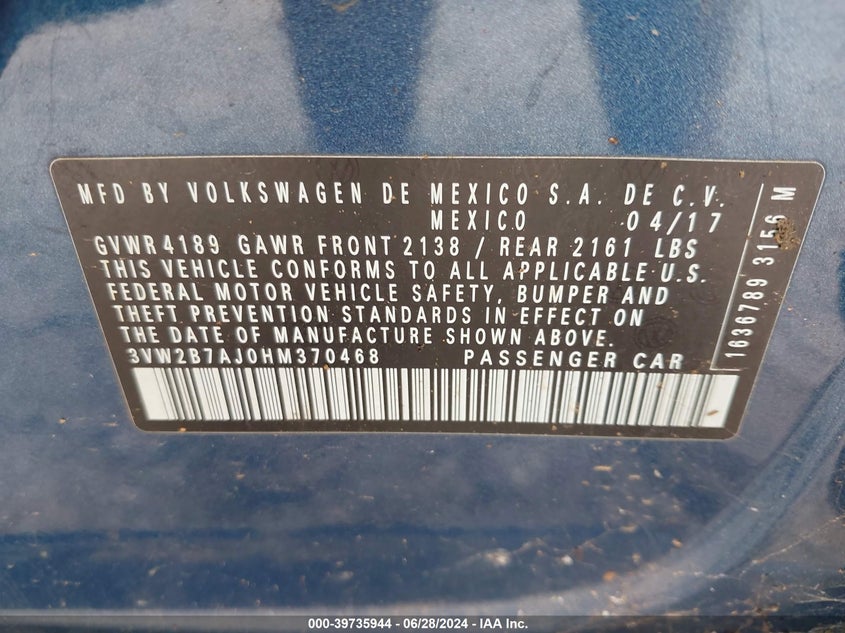 MFD BY VOLKSWAGEN DE MEXICO S.A. DE C.V.
MEXICO 04/17
GVWR 4189 GAWR FRONT 2138 / REAR 2161 LBS
THIS VEHICLE CONFORMS TO ALL APPLICABLE U.S.
FEDERAL MOTOR VEHICLE SAFETY, BUMPER AND
THEFT PREVENTION STANDARDS IN EFFECT ON
THE DATE OF MANUFACTURE SHOWN ABOVE.
3VW2B7AJ0HM370468 PASSENGER CAR
1636789 3156 M
000-39735944 / 06/28/2024 - IAA Inc.